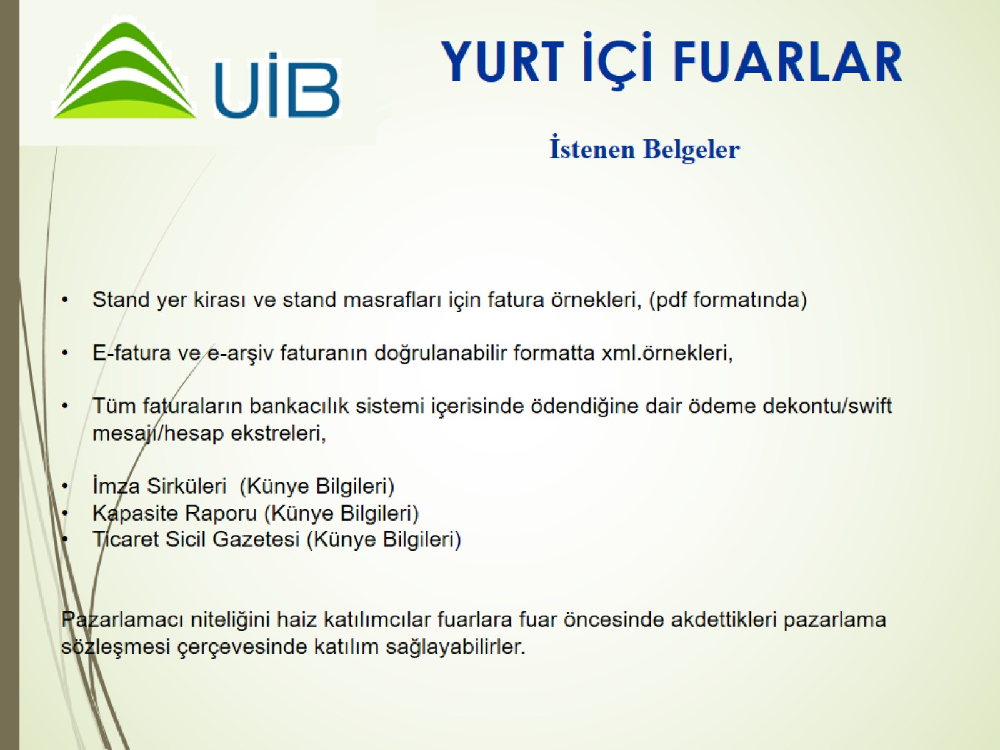 UİB
YURT İÇİ FUARLAR
İstenen Belgeler
• Stand yer kirası ve stand masrafları için fatura örnekleri, (pdf formatında)
• E-fatura ve e-arşiv faturanın doğrulanabilir formatta xml.örnekleri,
• Tüm faturaların bankacılık sistemi içerisinde ödendiğine dair ödeme dekontu/swift
mesajı/hesap ekstreleri,
• İmza Sirküleri  (Künye Bilgileri)
• Kapasite Raporu (Künye Bilgileri)
• Ticaret Sicil Gazetesi (Künye Bilgileri)
Pazarlamacı niteliğini haiz katılımcılar fuarlara fuar öncesinde akdettikleri pazarlama
sözleşmesi çerçevesinde katılım sağlayabilirler.